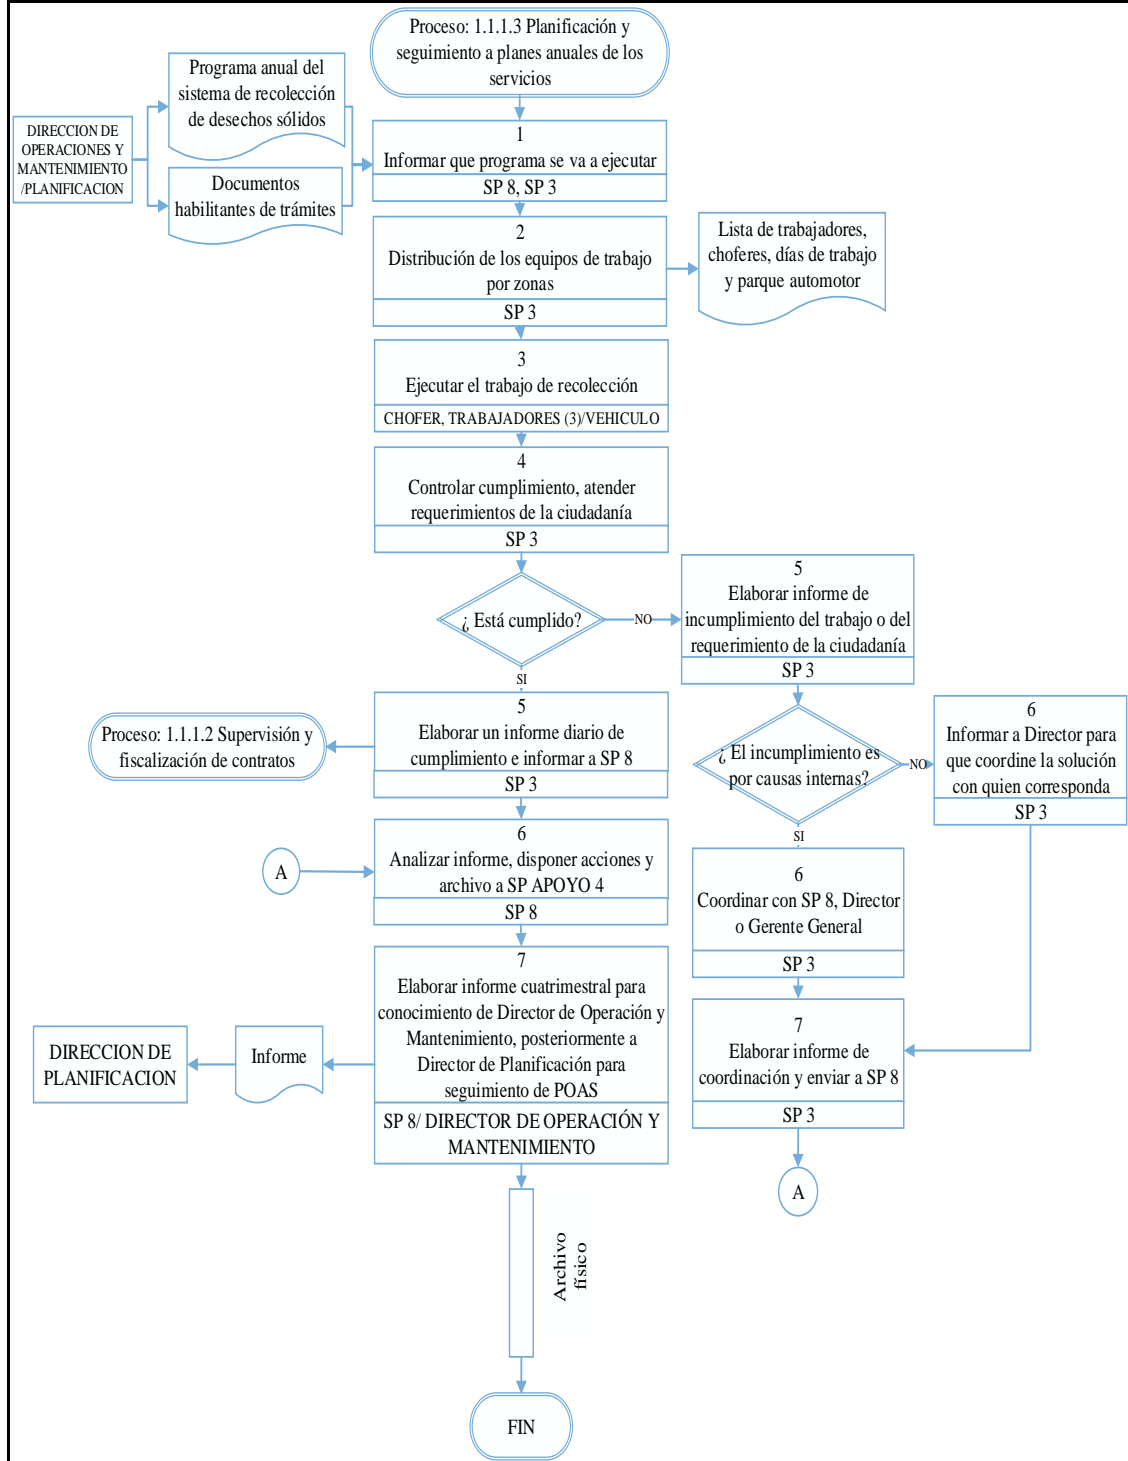 Proceso: 1.1.1.3 Planificación y
seguimiento a planes anuales de los
servicios
Programa anual del
sistema de recolección
de desechos sólidos
DIRECCION DE
OPERACIONES Y
MANTENIMIENTO
/PLANIFICACION
Documentos
habilitantes de trámites
1
Informar que programa se va a ejecutar
SP 8, SP 3
2
Distribución de los equipos de trabajo
por zonas
SP 3
Lista de trabajadores,
choferes, días de trabajo
y parque automotor
3
Ejecutar el trabajo de recolección
CHOFER, TRABAJADORES (3)/VEHICULO
4
Controlar cumplimiento, atender
requerimientos de la ciudadanía
SP 3
¿ Está cumplido?
NO
SI
5
Elaborar informe de
incumplimiento del trabajo o del
requerimiento de la ciudadanía
SP 3
5
Elaborar un informe diario de
cumplimiento e informar a SP 8
SP 3
Proceso: 1.1.1.2 Supervisión y
fiscalización de contratos
¿ El incumplimiento es
por causas internas?
NO
SI
6
Informar a Director para
que coordine la solución
con quien corresponda
SP 3
A
6
Analizar informe, disponer acciones y
archivo a SP APOYO 4
SP 8
6
Coordinar con SP 8, Director
o Gerente General
SP 3
7
Elaborar informe cuatrimestral para
conocimiento de Director de Operación y
Mantenimiento, posteriormente a
Director de Planificación para
seguimiento de POAS
SP 8/ DIRECTOR DE OPERACIÓN Y
MANTENIMIENTO
Informe
DIRECCION DE
PLANIFICACION
7
Elaborar informe de
coordinación y enviar a SP 8
SP 3
A
Archivo
físico
FIN